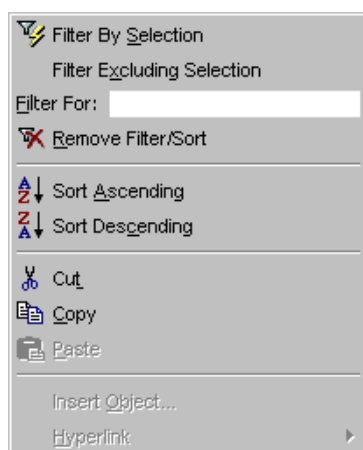 Filter By Selection
Filter Excluding Selection
Filter For:
Remove Filter/Sort
A Z Sort Ascending
Z A Sort Descending
Cut
Copy
Paste
Insert Object...
Hyperlink